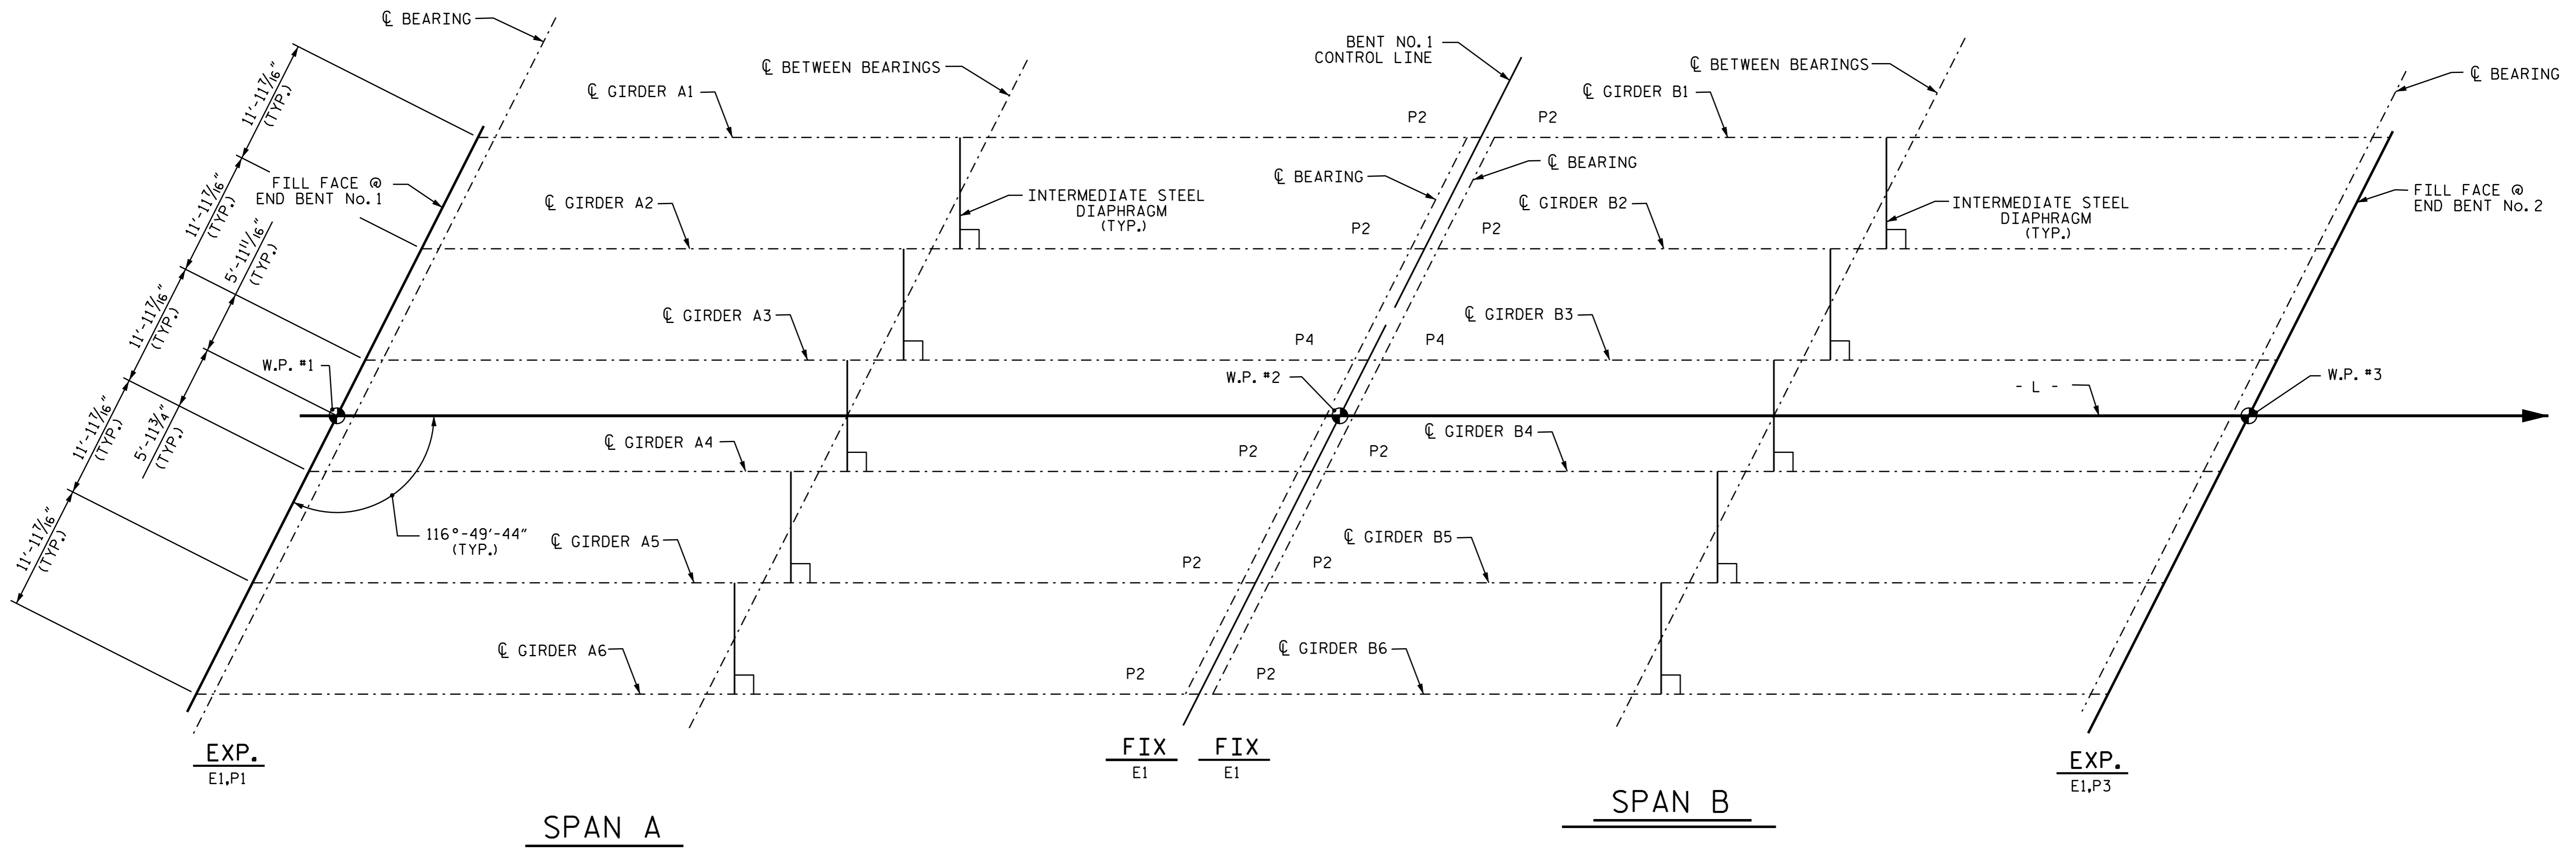 ℄ BEARING
℄ BETWEEN BEARINGS
BENT NO.1
CONTROL LINE
℄ BETWEEN BEARINGS
℄ BEARING
℄ GIRDER A1
P2
P2
℄ GIRDER B1
11'-11 7/16"
(TYP.)
℄ BEARING
℄ BEARING
FILL FACE @
END BENT No.1
INTERMEDIATE STEEL
DIAPHRAGM
(TYP.)
INTERMEDIATE STEEL
DIAPHRAGM
(TYP.)
FILL FACE @
END BENT No.2
11'-11 7/16"
(TYP.)
℄ GIRDER A2
P2
P2
℄ GIRDER B2
5'-11 11/16"
(TYP.)
11'-11 7/16"
(TYP.)
℄ GIRDER A3
P4
P4
℄ GIRDER B3
W.P. #1
W.P. #2
- L -
W.P. #3
11'-11 7/16"
(TYP.)
5'-11 3/4"
(TYP.)
℄ GIRDER A4
P2
P2
℄ GIRDER B4
11'-11 7/16"
(TYP.)
116°-49'-44"
(TYP.)
℄ GIRDER A5
P2
P2
℄ GIRDER B5
℄ GIRDER A6
P2
P2
℄ GIRDER B6
EXP.
E1,P1
FIX
E1
FIX
E1
EXP.
E1,P3
SPAN A
SPAN B